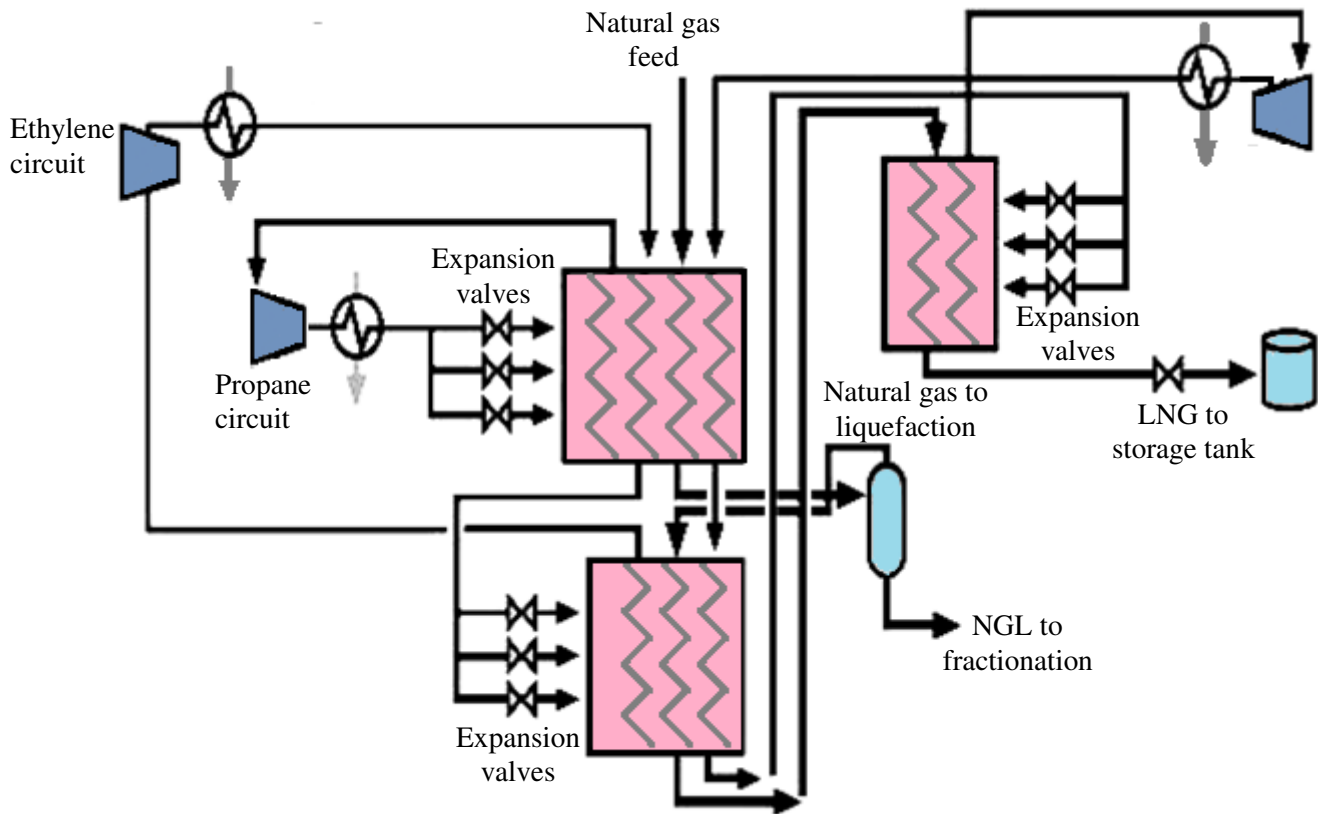 Natural gas
feed
Ethylene
circuit
Expansion
valves
Propane
circuit
Expansion
valves
Natural gas to
liquefaction
LNG to
storage tank
NGL to
fractionation
Expansion
valves